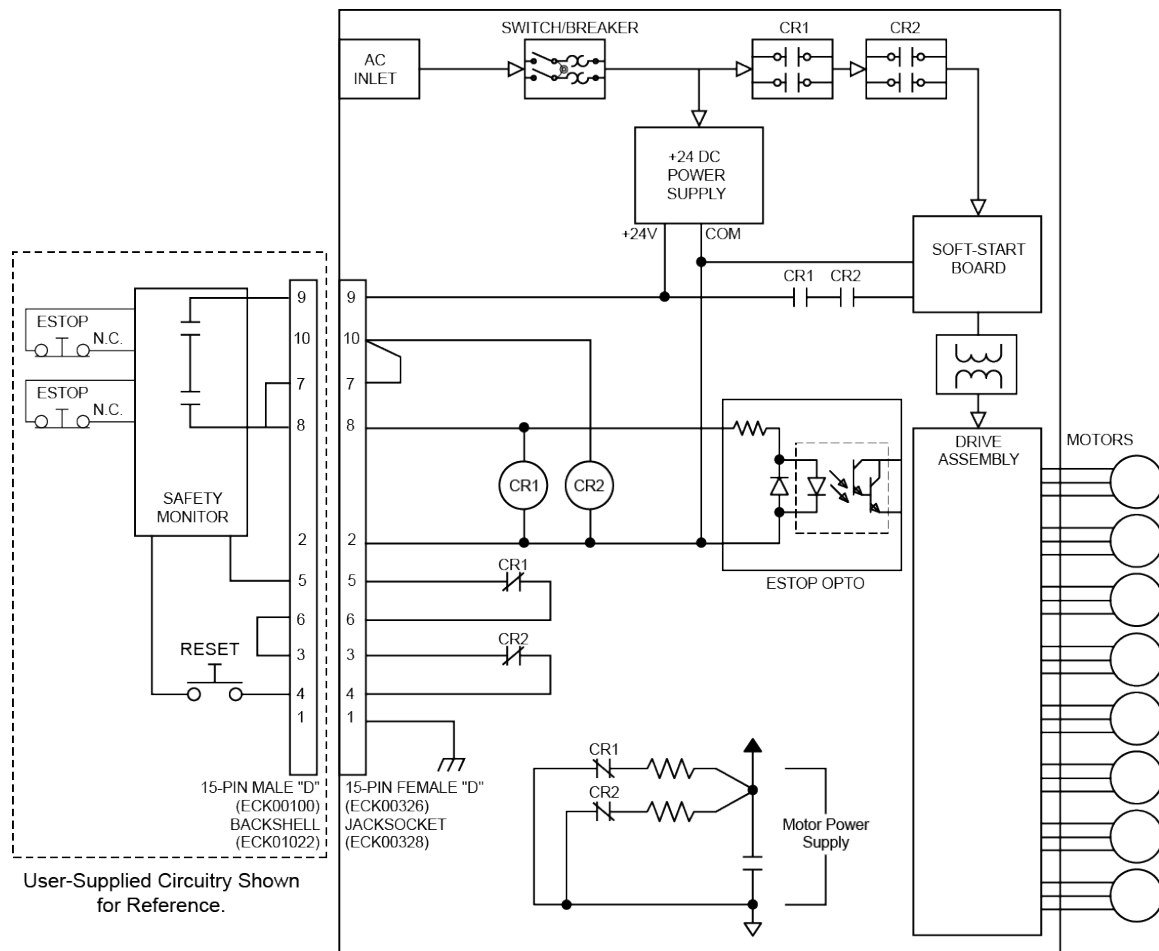 SWITCH/BREAKER
CR1
CR2
AC
INLET
+24 DC
POWER
SUPPLY
+24V
COM
SOFT-START
BOARD
CR1
CR2
ESTOP
N.C.
ESTOP
N.C.
SAFETY
MONITOR
RESET
9
10
7
8
2
5
6
3
4
1
9
10
7
8
2
5
6
3
4
1
CR1
CR2
CR1
CR2
ESTOP OPTO
DRIVE
ASSEMBLY
MOTORS
CR1
CR2
Motor Power
Supply
15-PIN MALE "D"
(ECK00100)
BACKSHELL
(ECK01022)
15-PIN FEMALE "D"
(ECK00326)
JACKSOCKET
(ECK00328)
User-Supplied Circuitry Shown
for Reference.